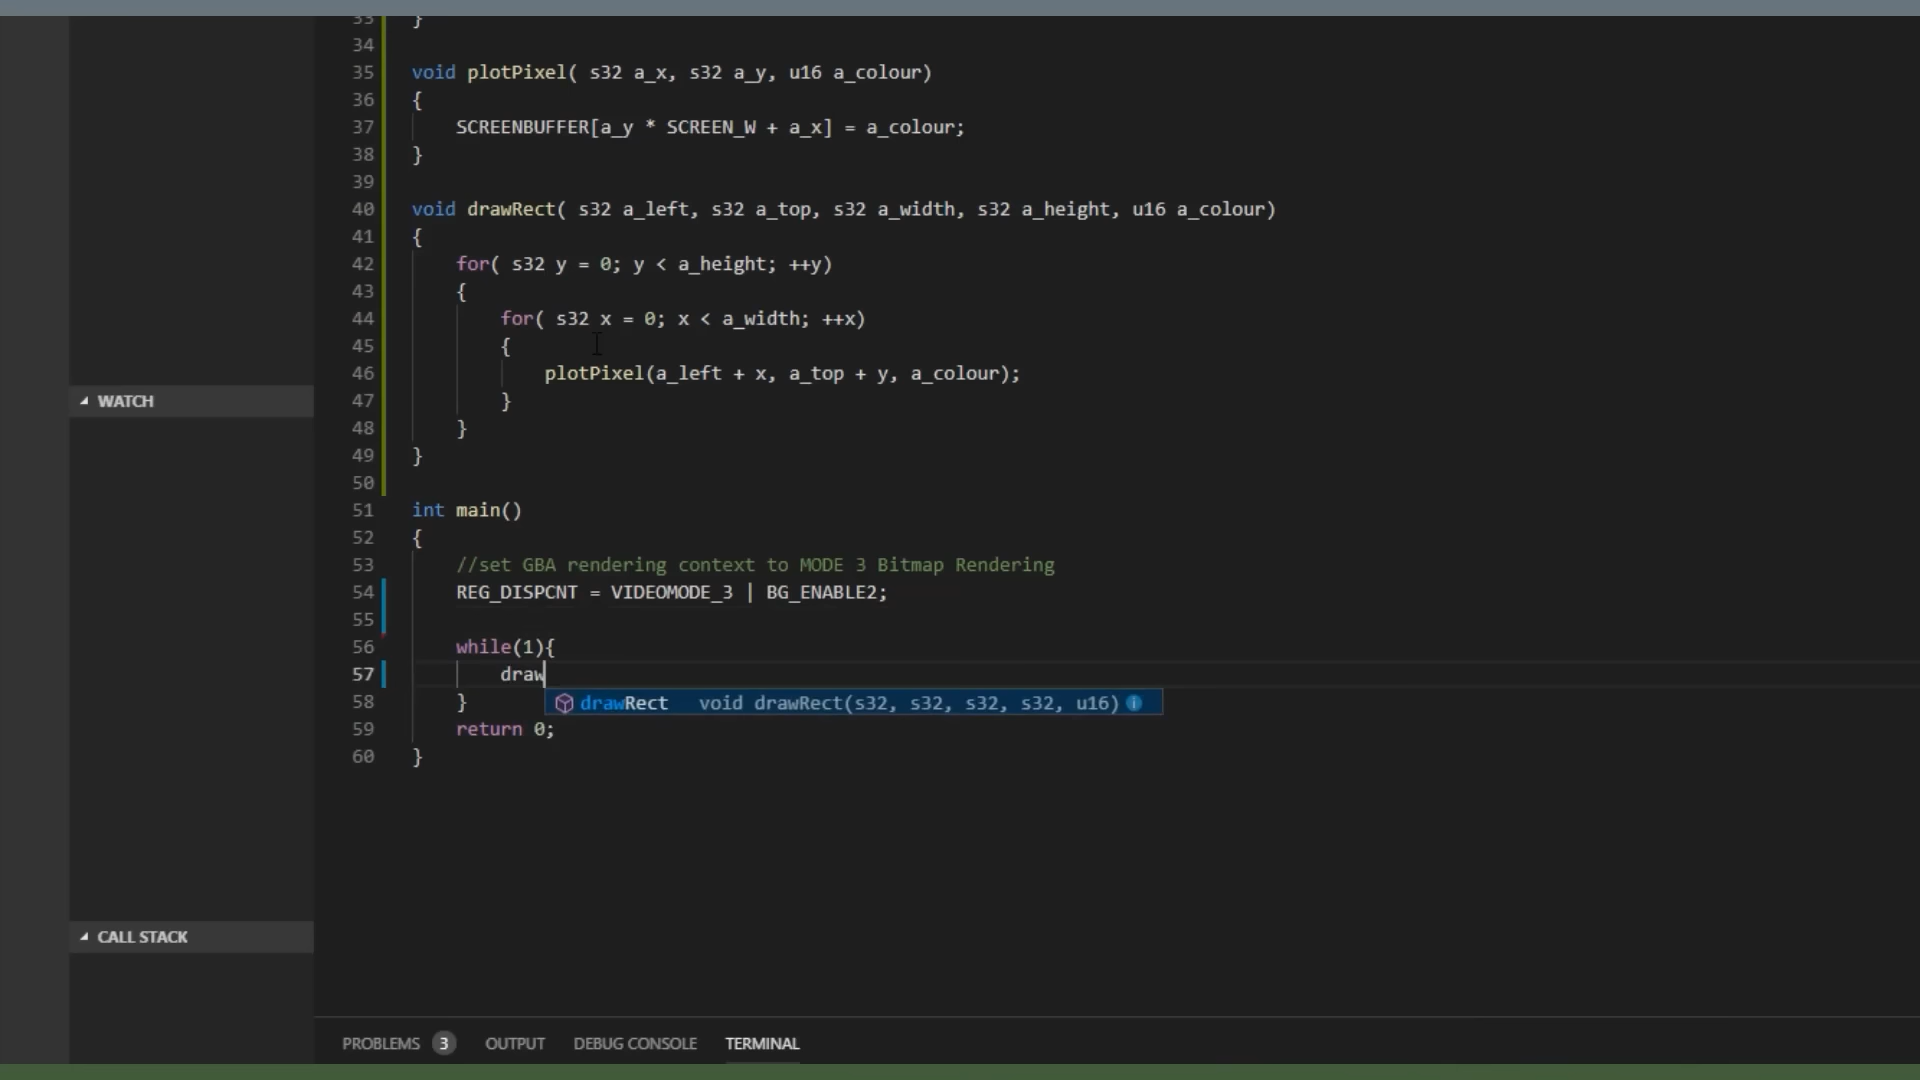 33 }
34
35 void plotPixel( s32 a_x, s32 a_y, u16 a_colour)
36 {
37 SCREENBUFFER[a_y * SCREEN_W + a_x] = a_colour;
38 }
39
40 void drawRect( s32 a_left, s32 a_top, s32 a_width, s32 a_height, u16 a_colour)
41 {
42 for( s32 y = 0; y < a_height; ++y)
43 {
44 for( s32 x = 0; x < a_width; ++x)
45 {
46 plotPixel(a_left + x, a_top + y, a_colour);
WATCH
47 }
48 }
49 }
50
51 int main()
52 {
53 //set GBA rendering context to MODE 3 Bitmap Rendering
54 REG_DISPCNT = VIDEOMODE_3 | BG_ENABLE2;
55
56 while(1){
57 draw
58 }
drawRect void drawRect(s32, s32, s32, s32, u16)
59 return 0;
60 }
CALL STACK
PROBLEMS 3 OUTPUT DEBUG CONSOLE TERMINAL